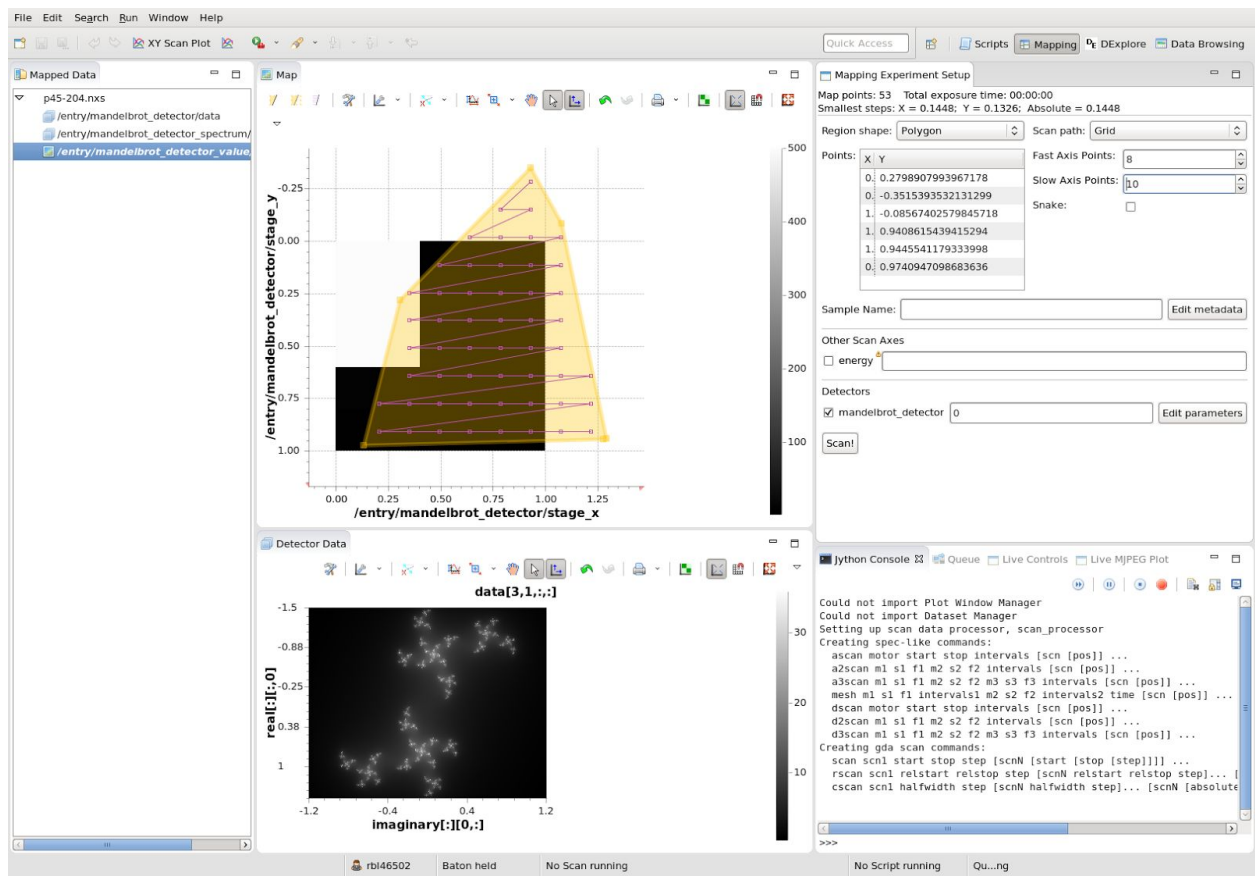 File Edit Search Run Window Help
XY Scan Plot
Quick Access
Scripts Mapping DExplore Data Browsing
Mapped Data
p45-204.nxs
/entry/mandelbrot_detector/data
/entry/mandelbrot_detector_spectrum/
/entry/mandelbrot_detector_value
Map
500
400
300
200
100
-0.25
0.00
0.25
0.50
0.75
1.00
/entry/mandelbrot_detector/stage_y
0.00 0.25 0.50 0.75 1.00 1.25
/entry/mandelbrot_detector/stage_x
Detector Data
data[3,1,:,:]
-1.5
-0.88
-0.25
0.38
1
real[:][:,0]
30
20
10
-1.2 -0.4 0.4 1.2
imaginary[:][0,:]
Mapping Experiment Setup
Map points: 53 Total exposure time: 00:00:00
Smallest steps: X = 0.1448; Y = 0.1326; Absolute = 0.1448
Region shape: Polygon Scan path: Grid
Points: X Y
0. 0.2798907993967178
0. -0.3515393532131299
1. -0.08567402579845718
1. 0.9408615439415294
1. 0.9445541179333998
0. 0.9740947098683636
Fast Axis Points: 8
Slow Axis Points: 10
Snake:
Sample Name: Edit metadata
Other Scan Axes
energy
Detectors
mandelbrot_detector 0 Edit parameters
Scan!
Jython Console Queue Live Controls Live MJPEG Plot
Could not import Plot Window Manager
Could not import Dataset Manager
Setting up scan data processor, scan_processor
Creating spec-like commands:
ascan motor start stop intervals [scn [pos]] ...
a2scan m1 s1 f1 m2 s2 f2 intervals [scn [pos]] ...
a3scan m1 s1 f1 m2 s2 f2 m3 s3 f3 intervals [scn [pos]] ...
mesh m1 s1 f1 intervals1 m2 s2 f2 intervals2 time [scn [pos]] ...
dscan motor start stop intervals [scn [pos]] ...
d2scan m1 s1 f1 m2 s2 f2 intervals [scn [pos]] ...
d3scan m1 s1 f1 m2 s2 f2 m3 s3 f3 intervals [scn [pos]] ...
Creating gda scan commands:
scan scn1 start stop step [scnN [start [stop [step]]]] ...
rscan scn1 relstart relstop step [scnN relstart relstop step]... [
cscan scn1 halfwidth step [scnN halfwidth step]... [scnN [absolute
>>>
rbl46502 Baton held No Scan running No Script running Qu...ng